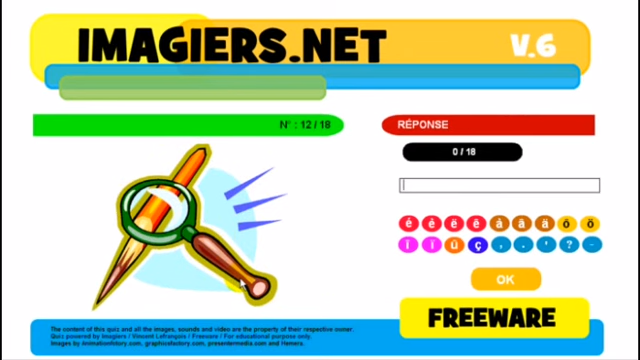 IMAGIERS.NET
V.6
N° : 12 / 18
RÉPONSE
0 / 18
OK
FREEWARE
The content of this quiz and all the images, sounds and video are the property of their respective owner.
Quiz powered by Imagiers / Vincent Lefrançois / Freeware / For educational purpose only.
Images by Animationfstory.com, graphicsfactory.com, presentermedia.com and Hemera.